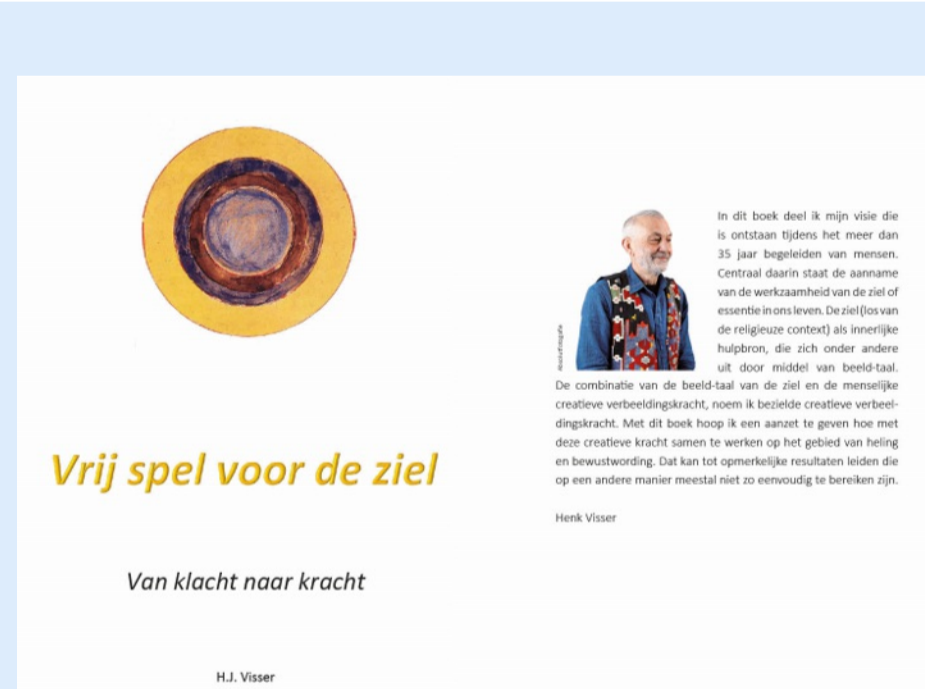 Vrij spel voor de ziel
Van klacht naar kracht
H.J. Visser
In dit boek deel ik mijn visie die
is ontstaan tijdens het meer dan
35 jaar begeleiden van mensen.
Centraal daarin staat de aanname
van de werkzaamheid van de ziel of
essentie in ons leven. De ziel (los van
de religieuze context) als innerlijke
hulpbron, die zich onder andere
uit door middel van beeld-taal.
De combinatie van de beeld-taal van de ziel en de menselijke
creatieve verbeeldingskracht, noem ik bezielde creatieve verbeel-
dingskracht. Met dit boek hoop ik een aanzet te geven hoe met
deze creatieve kracht samen te werken op het gebied van heling
en bewustwording. Dat kan tot opmerkelijke resultaten leiden die
op een andere manier meestal niet zo eenvoudig te bereiken zijn.
Henk Visser